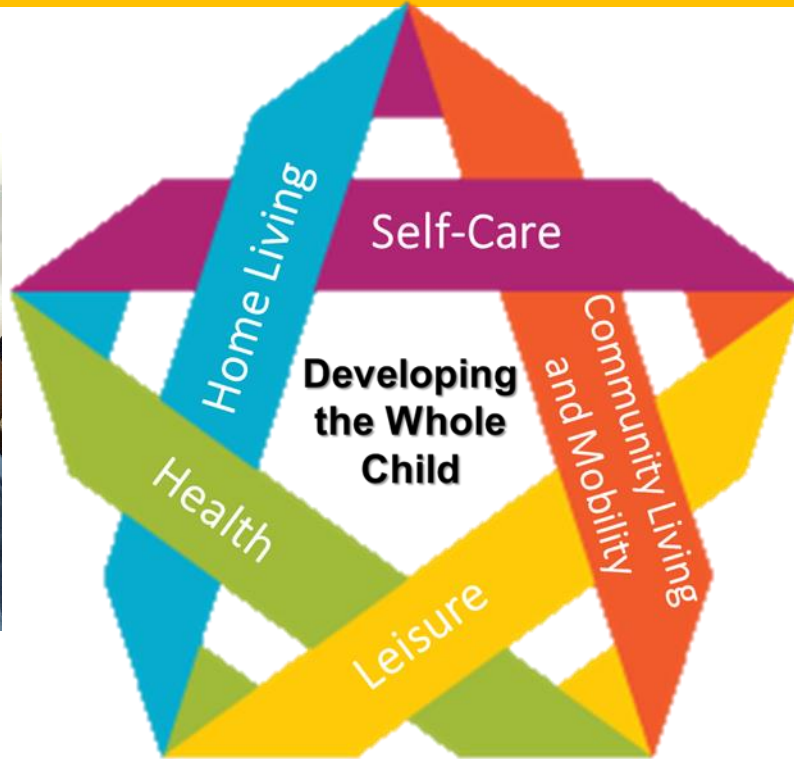 Self-Care
Home Living
Community Living
and Mobility
Developing
the Whole
Child
Health
Leisure